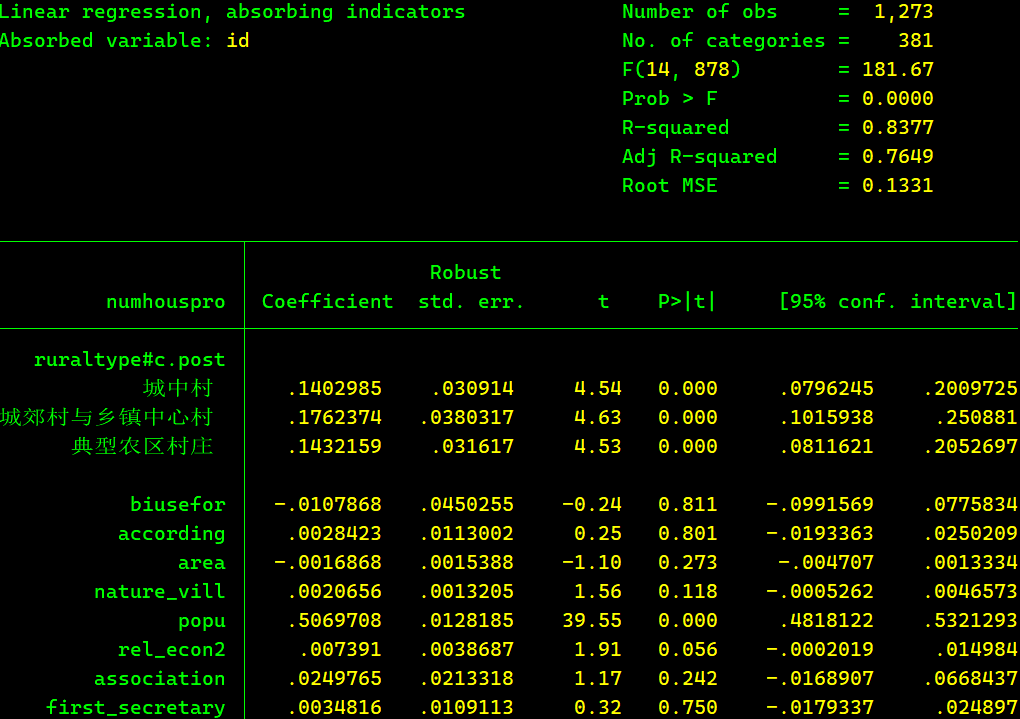 Linear regression, absorbing indicators Number of obs = 1,273
Absorbed variable: id No. of categories = 381
F(14, 878) = 181.67
Prob > F = 0.0000
R-squared = 0.8377
Adj R-squared = 0.7649
Root MSE = 0.1331
Robust
numhouspro Coefficient std. err. t P>|t| [95% conf. interval]
ruraltype#c.post
城中村 .1402985 .030914 4.54 0.000 .0796245 .2009725
城郊村与乡镇中心村 .1762374 .0380317 4.63 0.000 .1015938 .250881
典型农区村庄 .1432159 .031617 4.53 0.000 .0811621 .2052697
biusefor -.0107868 .0450255 -0.24 0.811 -.0991569 .0775834
according .0028423 .0113002 0.25 0.801 -.0193363 .0250209
area -.0016868 .0015388 -1.10 0.273 -.004707 .0013334
nature_vill .0020656 .0013205 1.56 0.118 -.0005262 .0046573
popu .5069708 .0128185 39.55 0.000 .4818122 .5321293
rel_econ2 .007391 .0038687 1.91 0.056 -.0002019 .014984
association .0249765 .0213318 1.17 0.242 -.0168907 .0668437
first_secretary .0034816 .0109113 0.32 0.750 -.0179337 .024897